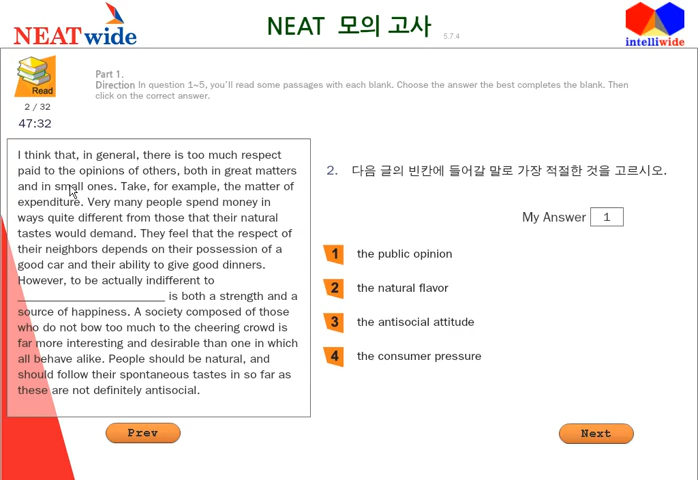 NEATwide
NEAT 모의 고사
5.7.4
intelliwide
Read
2 / 32
47:32
Part 1.
Direction In question 1~5, you'll read some passages with each blank. Choose the answer the best completes the blank. Then
click on the correct answer.
I think that, in general, there is too much respect
paid to the opinions of others, both in great matters
and in small ones. Take, for example, the matter of
expenditure. Very many people spend money in
ways quite different from those that their natural
tastes would demand. They feel that the respect of
their neighbors depends on their possession of a
good car and their ability to give good dinners.
However, to be actually indifferent to
_________________________ is both a strength and a
source of happiness. A society composed of those
who do not bow too much to the cheering crowd is
far more interesting and desirable than one in which
all behave alike. People should be natural, and
should follow their spontaneous tastes in so far as
these are not definitely antisocial.
2. 다음 글의 빈칸에 들어갈 말로 가장 적절한 것을 고르시오.
My Answer 1
1 the public opinion
2 the natural flavor
3 the antisocial attitude
4 the consumer pressure
Prev
Next